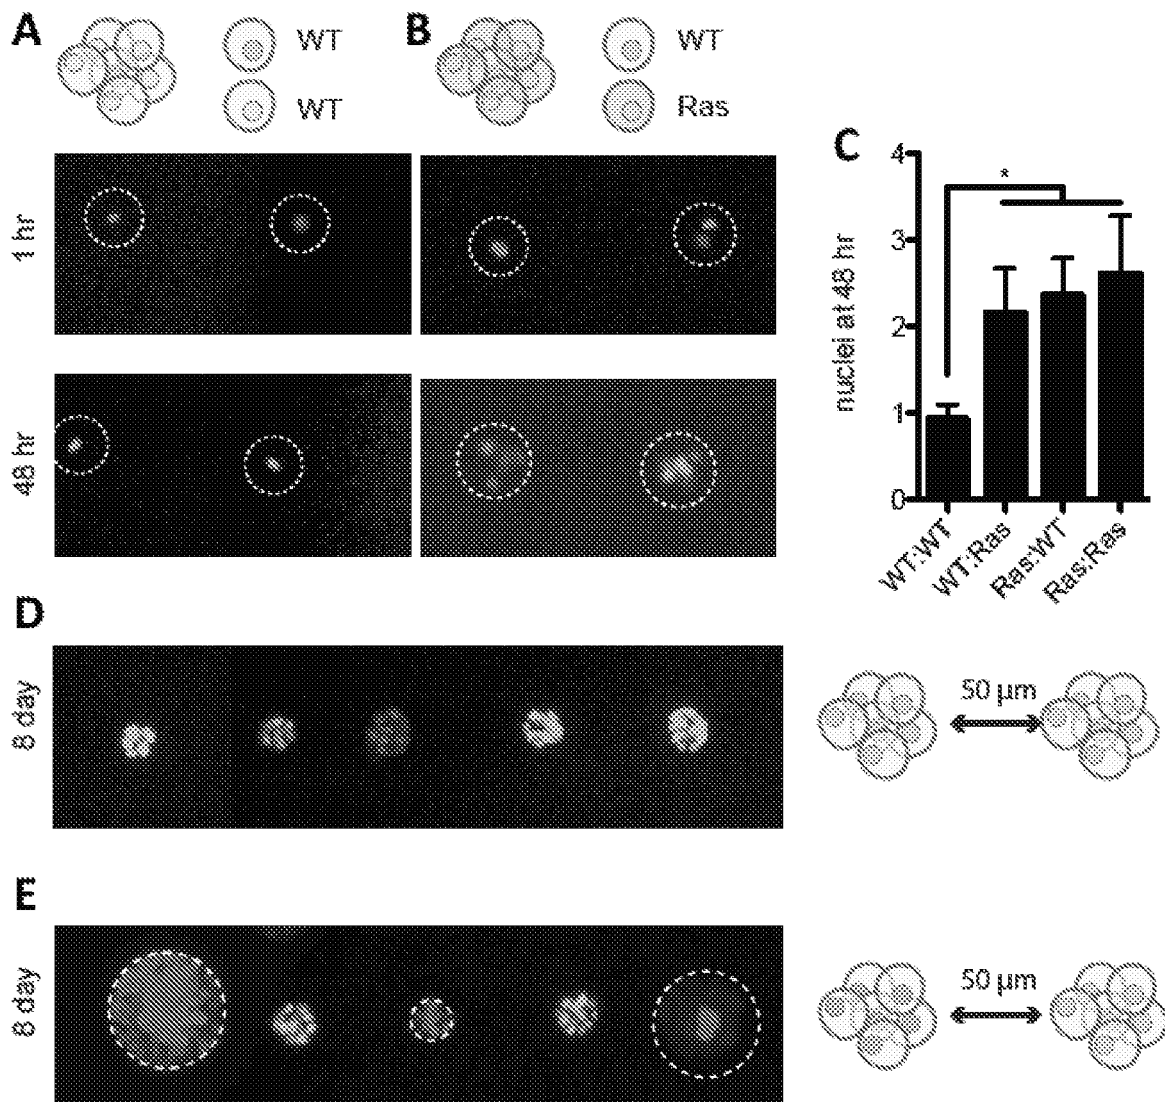 A
WT
WT
B
WT
Ras
1 hr
48 hr
C
4
3
2
1
0
*
nuclei at 48 hr
WT:WT
WT:Ras
Ras:WT
Ras:Ras
D
8 day
50 µm
E
8 day
50 µm